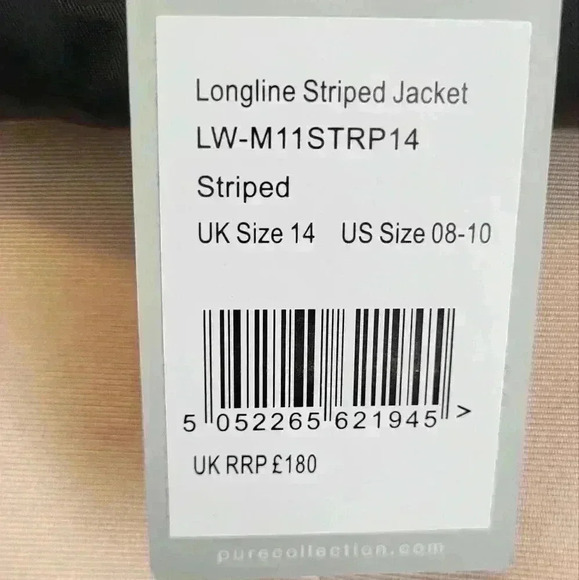 Longline Striped Jacket
LW-M11STRP14
Striped
UK Size 14 US Size 08-10
5 052265 621945 >
UK RRP £180
purecollection.com